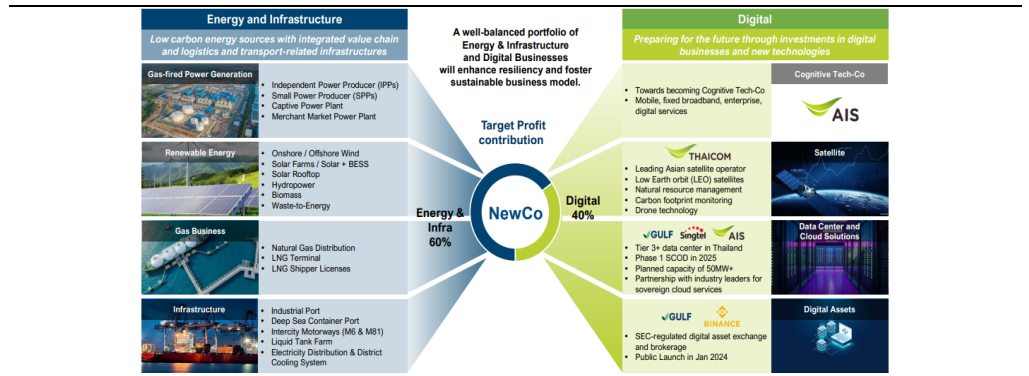 Energy and Infrastructure
Low carbon energy sources with integrated value chain
and logistics and transport-related infrastructures
Gas-fired Power Generation
• Independent Power Producer (IPPs)
• Small Power Producer (SPPs)
• Captive Power Plant
• Merchant Market Power Plant
Renewable Energy
• Onshore / Offshore Wind
• Solar Farms / Solar + BESS
• Solar Rooftop
• Hydropower
• Biomass
• Waste-to-Energy
Gas Business
• Natural Gas Distribution
• LNG Terminal
• LNG Shipper Licenses
Infrastructure
• Industrial Port
• Deep Sea Container Port
• Intercity Motorways (M6 & M81)
• Liquid Tank Farm
• Electricity Distribution & District
Cooling System
A well-balanced portfolio of
Energy & Infrastructure
and Digital Businesses
will enhance resiliency and foster
sustainable business model.
Target Profit
contribution
Energy &
Infra
60%
NewCo
Digital
40%
Digital
Preparing for the future through investments in digital
businesses and new technologies
• Towards becoming Cognitive Tech-Co
• Mobile, fixed broadband, enterprise,
digital services
Cognitive Tech-Co
AIS
THAICOM
• Leading Asian satellite operator
• Low Earth orbit (LEO) satellites
• Natural resource management
• Carbon footprint monitoring
• Drone technology
Satellite
GULF Singtel AIS
• Tier 3+ data center in Thailand
• Phase 1 SCOD in 2025
• Planned capacity of 50MW+
• Partnership with industry leaders for
sovereign cloud services
Data Center and
Cloud Solutions
GULF BINANCE
• SEC-regulated digital asset exchange
and brokerage
• Public Launch in Jan 2024
Digital Assets